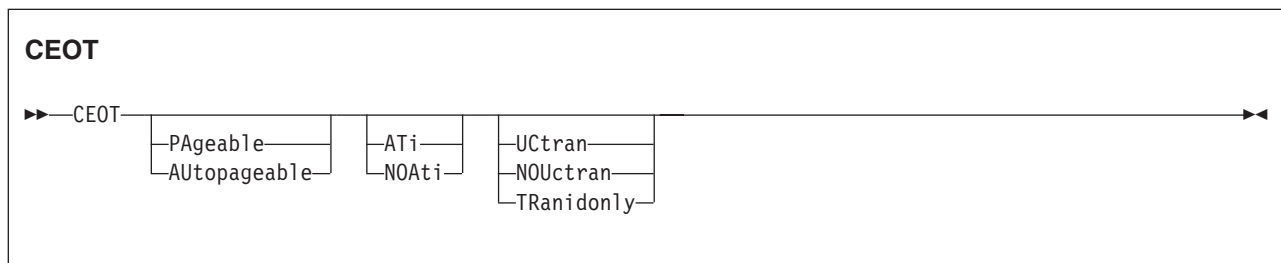 CEOT
CEOT
PAgeable
AUtopageable
ATi
NOAti
UCtran
NOUctran
TRanidonly